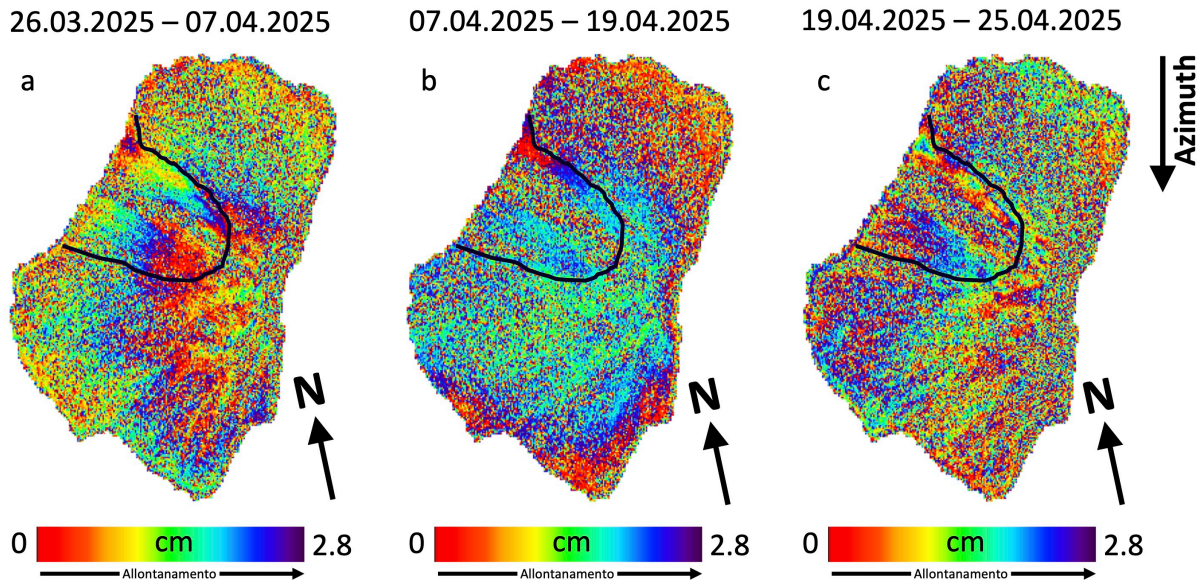 26.03.2025 – 07.04.2025
07.04.2025 – 19.04.2025
19.04.2025 – 25.04.2025
a
b
c
Azimuth
N
N
N
0 cm 2.8
0 cm 2.8
0 cm 2.8
Allontanamento
Allontanamento
Allontanamento